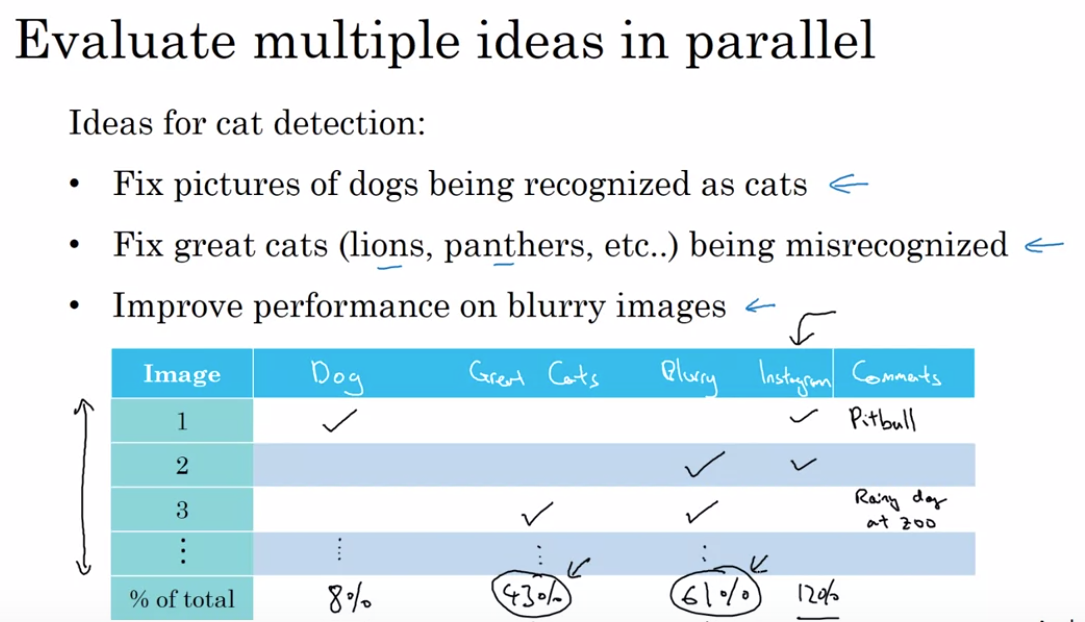 Evaluate multiple ideas in parallel
Ideas for cat detection:
• Fix pictures of dogs being recognized as cats
• Fix great cats (lions, panthers, etc..) being misrecognized
• Improve performance on blurry images
Image Dog Great Cats Blurry Instagram Comments
1 ✓ ✓ Pitbull
2 ✓ ✓
3 ✓ ✓ Rainy day
at zoo
⋮ ⋮ ⋮ ⋮
% of total 8% 43% 61% 12%